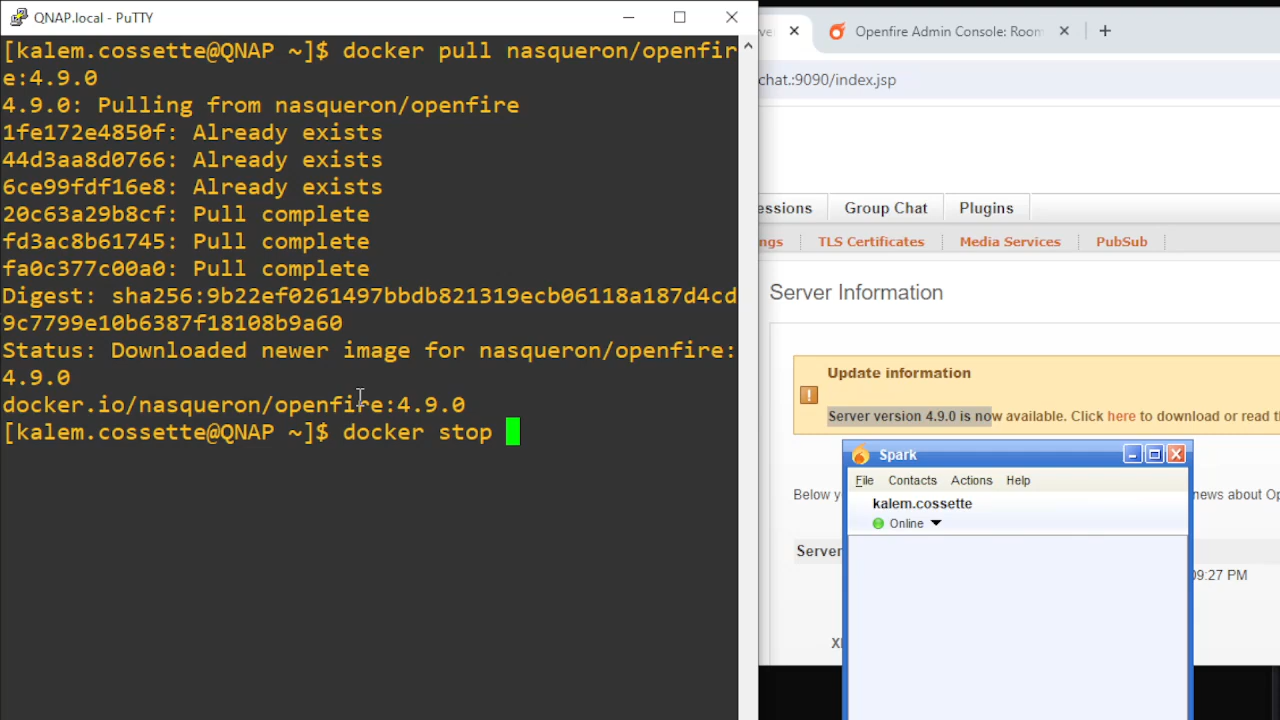 QNAP.local - PuTTY
[kalem.cossette@QNAP ~]$ docker pull nasqueron/openfir
e:4.9.0
4.9.0: Pulling from nasqueron/openfire
1fe172e4850f: Already exists
44d3aa8d0766: Already exists
6ce99fdf16e8: Already exists
20c63a29b8cf: Pull complete
fd3ac8b61745: Pull complete
fa0c377c00a0: Pull complete
Digest: sha256:9b22ef0261497bbdb821319ecb06118a187d4cd
9c7799e10b6387f18108b9a60
Status: Downloaded newer image for nasqueron/openfire:
4.9.0
docker.io/nasqueron/openfire:4.9.0
[kalem.cossette@QNAP ~]$ docker stop
Openfire Admin Console: Room
chat.:9090/index.jsp
essions Group Chat Plugins
ngs TLS Certificates Media Services PubSub
Server Information
Update information
Server version 4.9.0 is now available. Click here to download or read th
Below y
news about Op
Server
09:27 PM
Spark
File Contacts Actions Help
kalem.cossette
Online